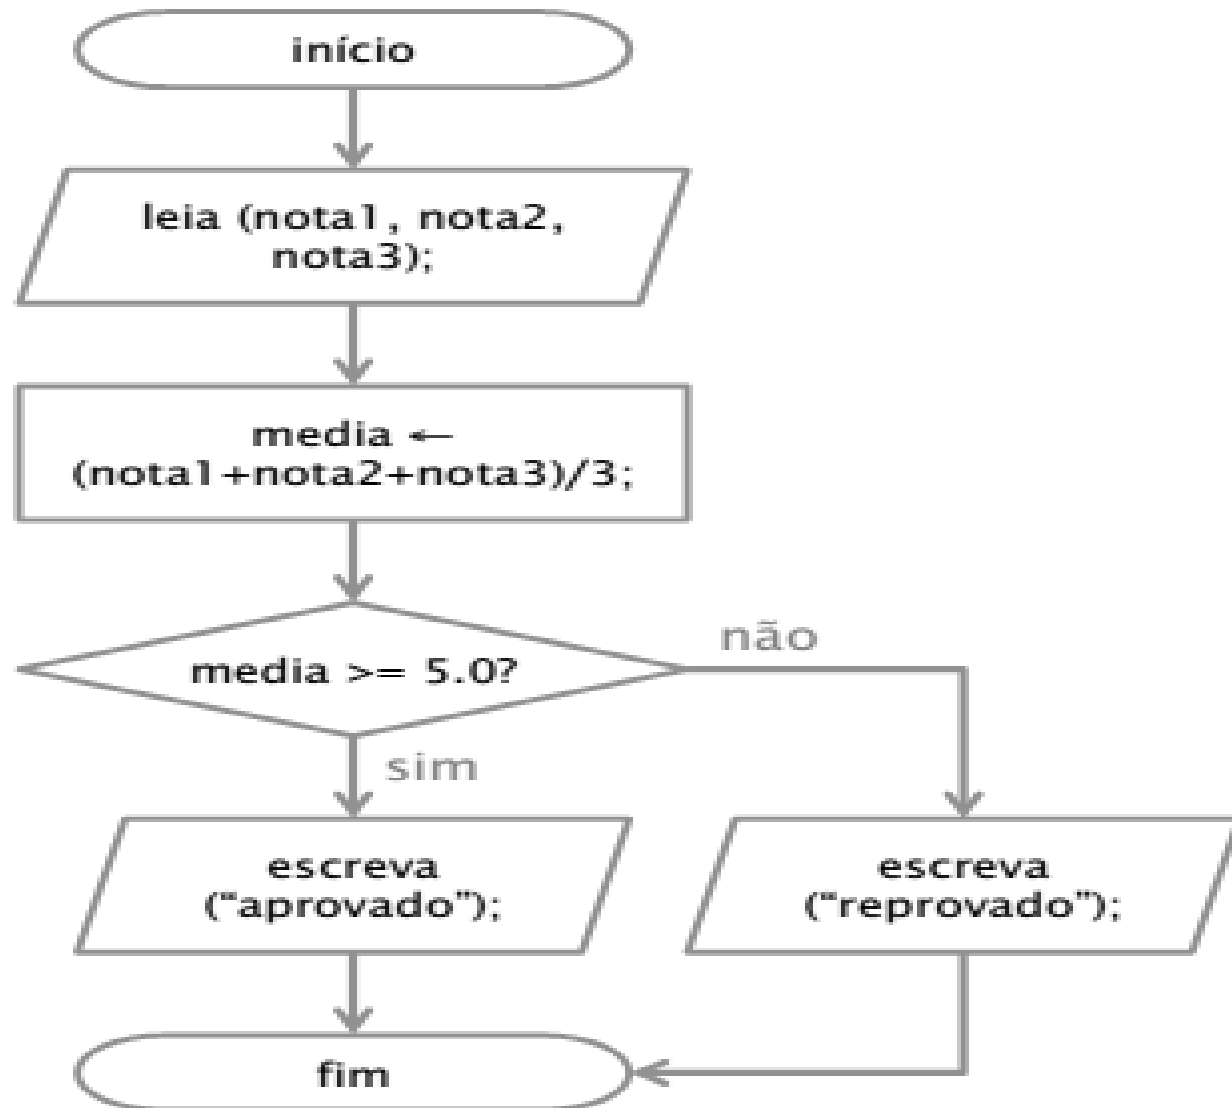 início
leia (nota1, nota2,
nota3);
media ←
(nota1+nota2+nota3)/3;
media >= 5.0?
não
sim
escreva
(“aprovado”);
escreva
(“reprovado”);
fim